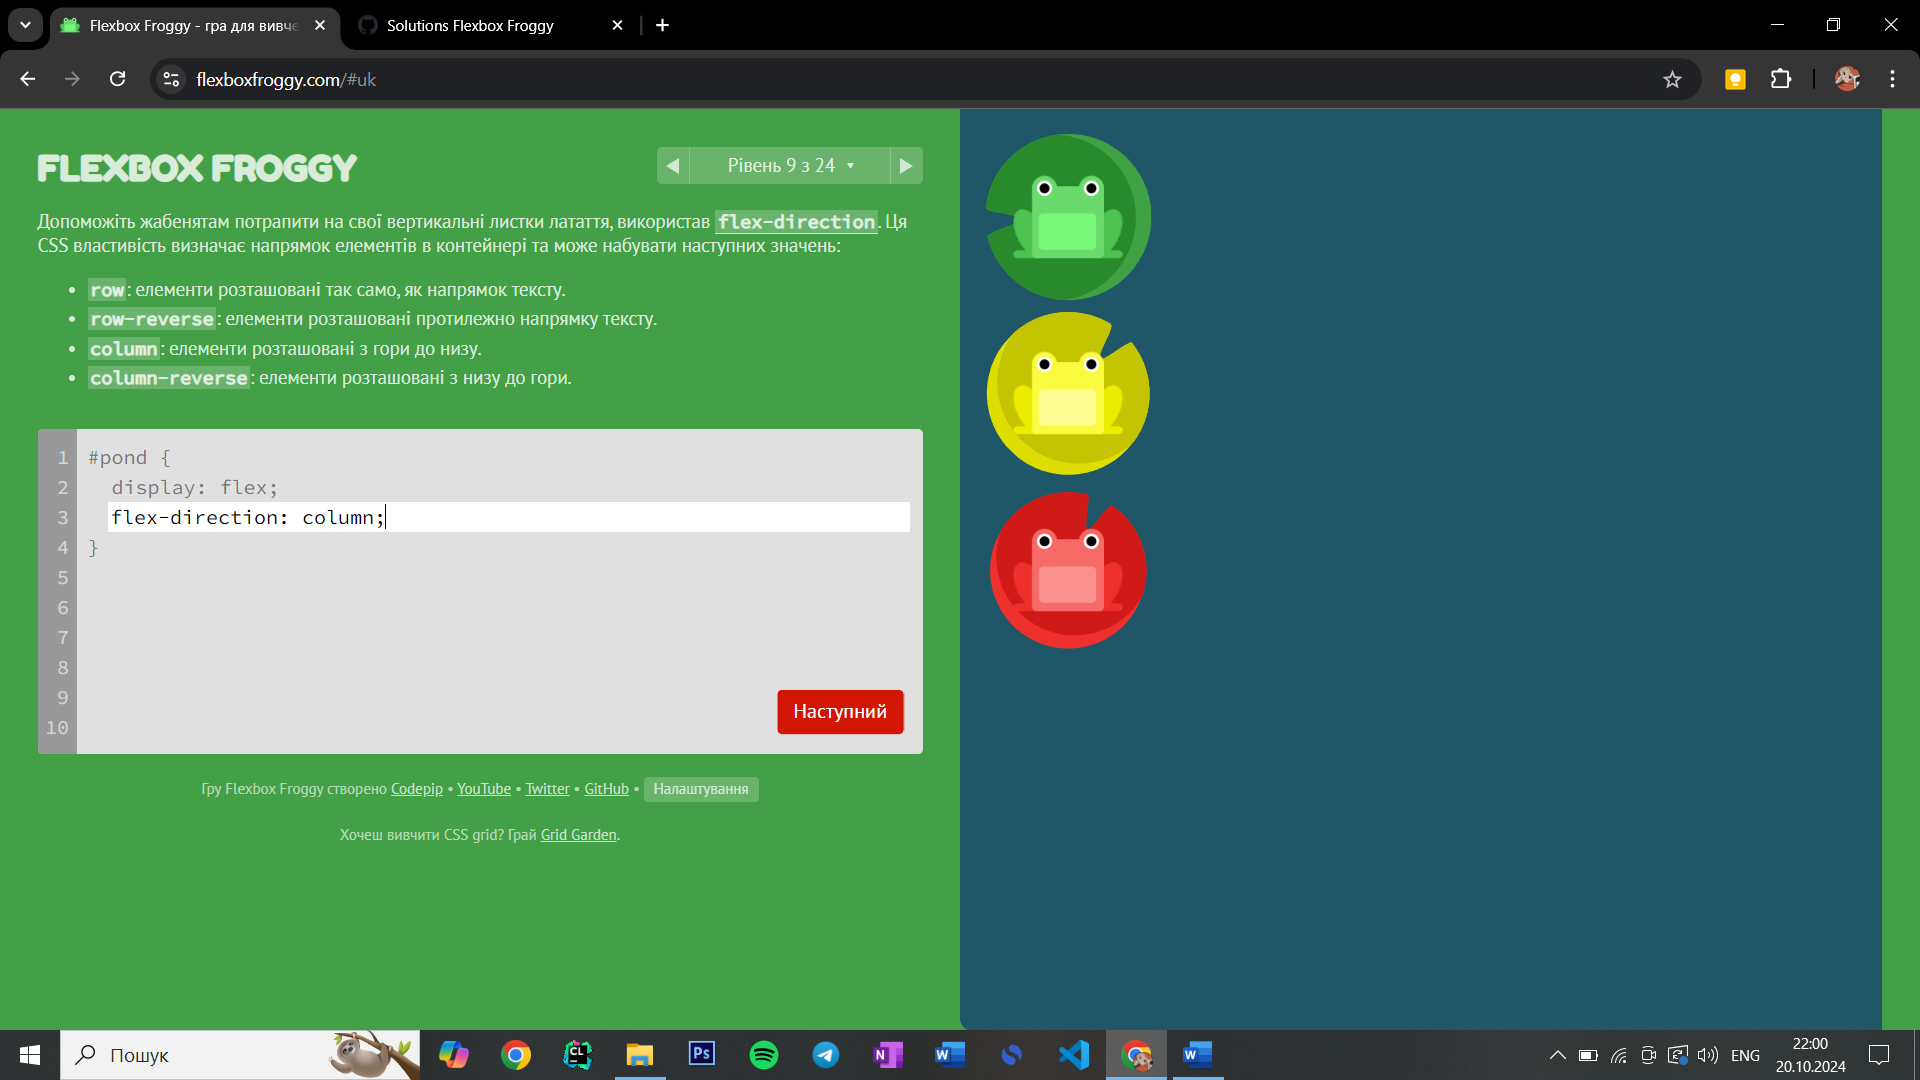 Flexbox Froggy - гра для вивче
Solutions Flexbox Froggy
flexboxfroggy.com/#uk
FLEXBOX FROGGY
Рівень 9 з 24
Допоможіть жабенятам потрапити на свої вертикальні листки латаття, використав flex-direction. Ця
CSS властивість визначає напрямок елементів в контейнері та може набувати наступних значень:
• row: елементи розташовані так само, як напрямок тексту.
• row-reverse: елементи розташовані протилежно напрямку тексту.
• column: елементи розташовані з гори до низу.
• column-reverse: елементи розташовані з низу до гори.
1 #pond {
2 display: flex;
3 flex-direction: column;
4 }
5
6
7
8
9
10
Наступний
Гру Flexbox Froggy створено Codepip • YouTube • Twitter • GitHub • Налаштування
Хочеш вивчити CSS grid? Грай Grid Garden.
Пошук
CL
Ps
N
W
W
ENG
22:00
20.10.2024